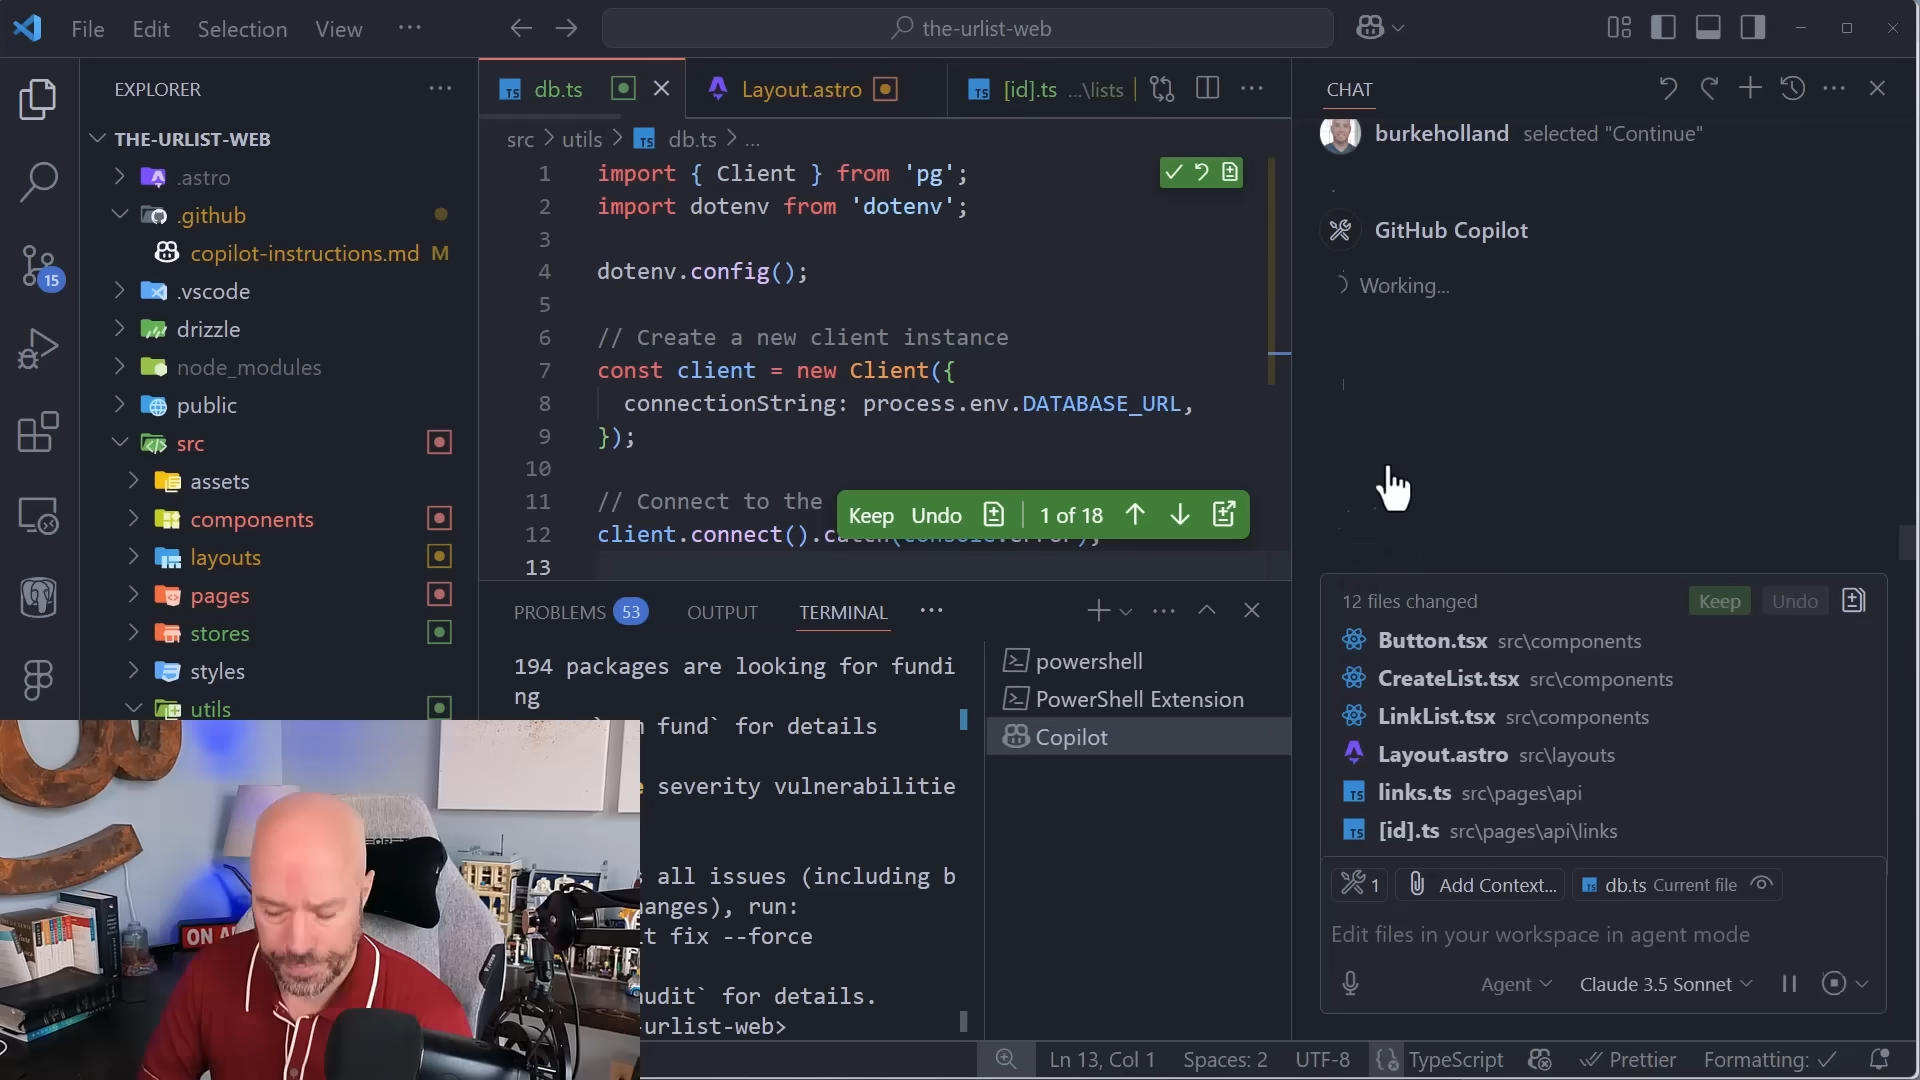 File Edit Selection View ···
the-urlist-web
EXPLORER ···
THE-URLIST-WEB
.astro
.github
copilot-instructions.md M
.vscode
drizzle
node_modules
public
src
assets
components
layouts
pages
stores
styles
utils
15
db.ts
Layout.astro
[id].ts ...\lists
src > utils > db.ts > ...
1 import { Client } from 'pg';
2 import dotenv from 'dotenv';
3
4 dotenv.config();
5
6 // Create a new client instance
7 const client = new Client({
8 connectionString: process.env.DATABASE_URL,
9 });
10
11 // Connect to the
12 client.connect().catch(console.error);
13
Keep Undo 1 of 18
PROBLEMS 53 OUTPUT TERMINAL ···
194 packages are looking for fundi
ng
fund` for details
severity vulnerabilitie
all issues (including b
anges), run:
t fix --force
udit` for details.
-urlist-web>
powershell
PowerShell Extension
Copilot
CHAT
burkeholland selected "Continue"
GitHub Copilot
Working...
12 files changed Keep Undo
Button.tsx src\components
CreateList.tsx src\components
LinkList.tsx src\components
Layout.astro src\layouts
links.ts src\pages\api
[id].ts src\pages\api\links
1 Add Context... db.ts Current file
Edit files in your workspace in agent mode
Agent Claude 3.5 Sonnet
ON A
Ln 13, Col 1 Spaces: 2 UTF-8 TypeScript Prettier Formatting: ✓